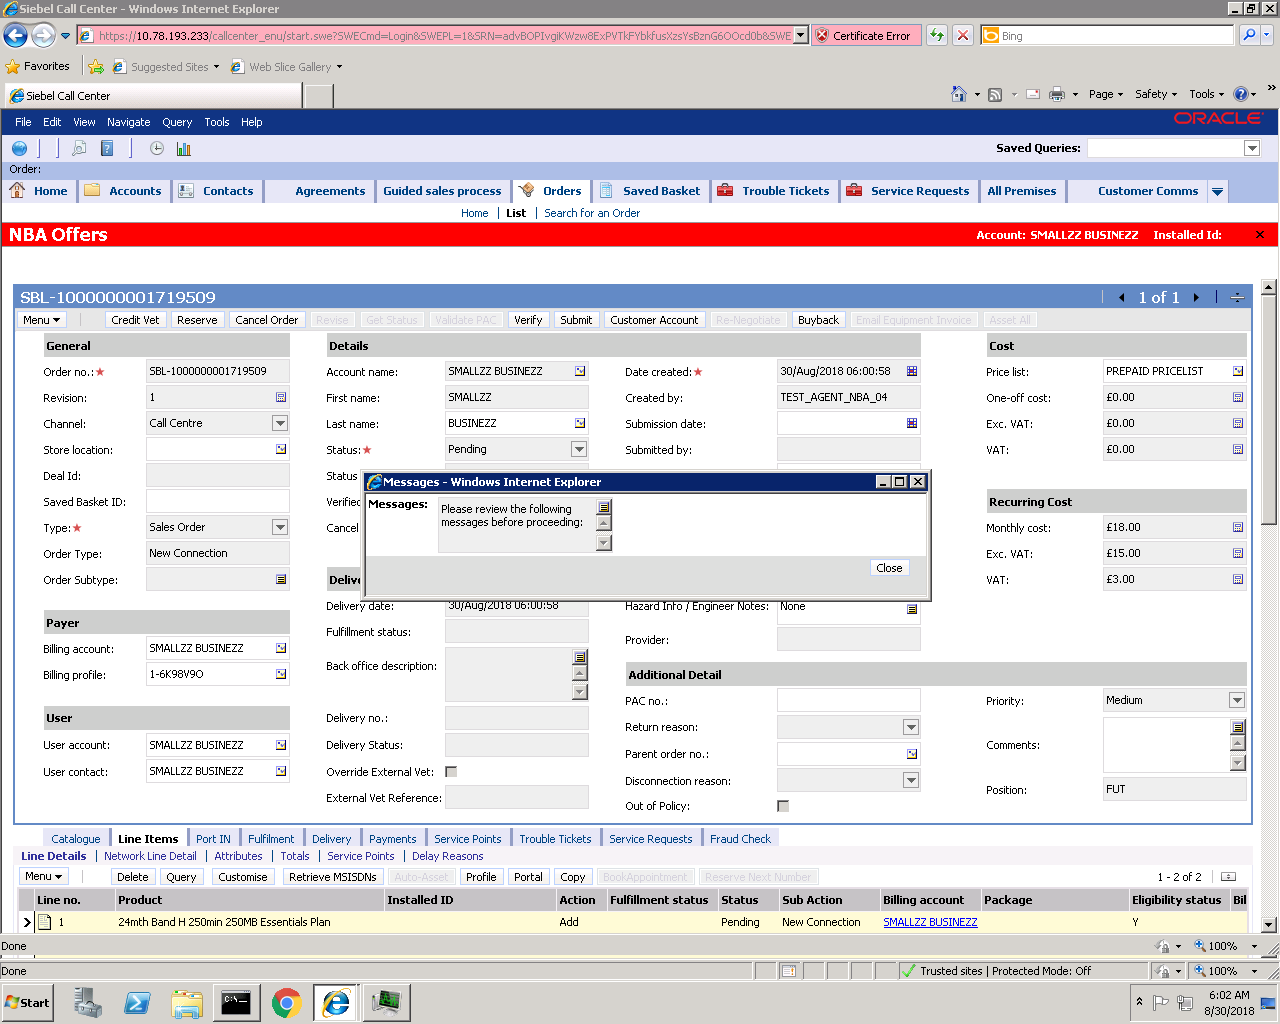 Siebel Call Center - Windows Internet Explorer
https://10.78.193.233/callcenter_enu/start.swe?SWECmd=Login&SWEPL=1&SRN=advBOPIvgiKWzw8ExPVTkFYbkfusXzsYsBznG6OOcd0b&SWE
Certificate Error
Bing
Favorites
Suggested Sites
Web Slice Gallery
Siebel Call Center
Page
Safety
Tools
File Edit View Navigate Query Tools Help
ORACLE
Saved Queries:
Order:
Home Accounts Contacts Agreements Guided sales process Orders Saved Basket Trouble Tickets Service Requests All Premises Customer Comms
Home | List | Search for an Order
NBA Offers
Account: SMALLZZ BUSINEZZ Installed Id:
SBL-1000000001719509
1 of 1
Menu Credit Vet Reserve Cancel Order Revise Get Status Validate PAC Verify Submit Customer Account Re-Negotiate Buyback Email Equipment Invoice Asset All
General Details Cost
Order no.: SBL-1000000001719509 Account name: SMALLZZ BUSINEZZ Date created: 30/Aug/2018 06:00:58 Price list: PREPAID PRICELIST
Revision: 1 First name: SMALLZZ Created by: TEST_AGENT_NBA_04 One-off cost: £0.00
Channel: Call Centre Last name: BUSINEZZ Submission date: Exc. VAT: £0.00
Store location: Status: Pending Submitted by: VAT: £0.00
Deal Id: Status
Saved Basket ID: Verified Recurring Cost
Type: Sales Order Cancel Monthly cost: £18.00
Order Type: New Connection Exc. VAT: £15.00
Order Subtype: Delive VAT: £3.00
Messages - Windows Internet Explorer
Messages: Please review the following
messages before proceeding:
Close
Delivery date: 30/Aug/2018 06:00:58 Hazard Info / Engineer Notes: None
Payer
Fulfillment status: Provider:
Billing account: SMALLZZ BUSINEZZ
Back office description:
Billing profile: 1-6K98V9O Additional Detail
PAC no.: Priority: Medium
User Delivery no.: Return reason:
User account: SMALLZZ BUSINEZZ Delivery Status: Parent order no.: Comments:
User contact: SMALLZZ BUSINEZZ Override External Vet: Disconnection reason:
External Vet Reference: Out of Policy: Position: FUT
Catalogue Line Items Port IN Fulfilment Delivery Payments Service Points Trouble Tickets Service Requests Fraud Check
Line Details | Network Line Detail | Attributes | Totals | Service Points | Delay Reasons
Menu Delete Query Customise Retrieve MSISDNs Auto-Asset Profile Portal Copy BookAppointment Reserve Next Number 1 - 2 of 2
Line no. Product Installed ID Action Fulfillment status Status Sub Action Billing account Package Eligibility status Bil
1 24mth Band H 250min 250MB Essentials Plan Add Pending New Connection SMALLZZ BUSINEZZ Y
Done 100%
Done Trusted sites | Protected Mode: Off 100%
Start
6:02 AM
8/30/2018